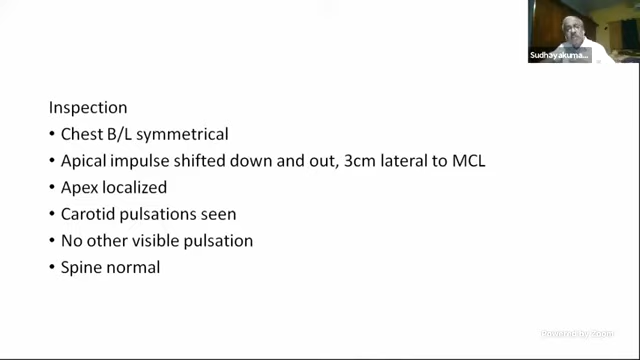 Sudhayakuma...
Inspection
• Chest B/L symmetrical
• Apical impulse shifted down and out, 3cm lateral to MCL
• Apex localized
• Carotid pulsations seen
• No other visible pulsation
• Spine normal
Powered by Zoom